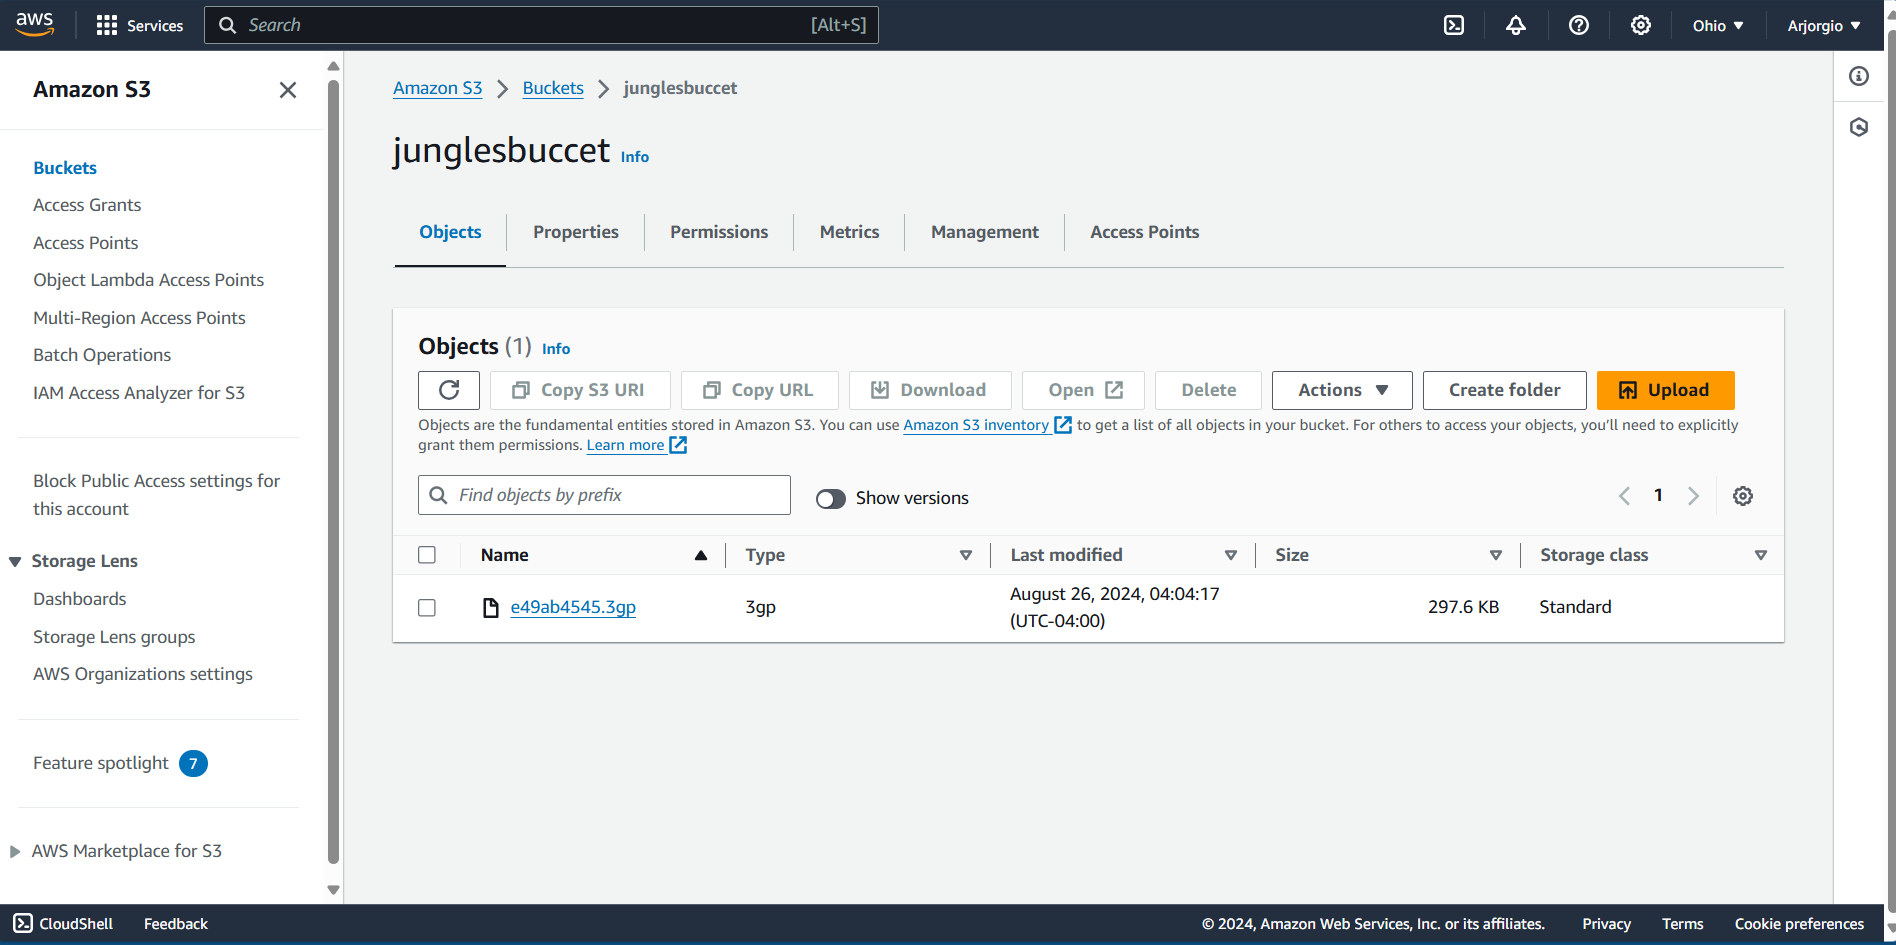 aws
Services
Search [Alt+S]
Ohio
Arjorgio
Amazon S3
Buckets
Access Grants
Access Points
Object Lambda Access Points
Multi-Region Access Points
Batch Operations
IAM Access Analyzer for S3
Block Public Access settings for
this account
Storage Lens
Dashboards
Storage Lens groups
AWS Organizations settings
Feature spotlight 7
AWS Marketplace for S3
Amazon S3 Buckets junglesbuccet
junglesbuccet Info
Objects Properties Permissions Metrics Management Access Points
Objects (1) Info
Copy S3 URI Copy URL Download Open Delete Actions Create folder Upload
Objects are the fundamental entities stored in Amazon S3. You can use Amazon S3 inventory to get a list of all objects in your bucket. For others to access your objects, you’ll need to explicitly
grant them permissions. Learn more
Find objects by prefix
Show versions
1
Name Type Last modified Size Storage class
e49ab4545.3gp 3gp August 26, 2024, 04:04:17 297.6 KB Standard
(UTC-04:00)
CloudShell Feedback © 2024, Amazon Web Services, Inc. or its affiliates. Privacy Terms Cookie preferences